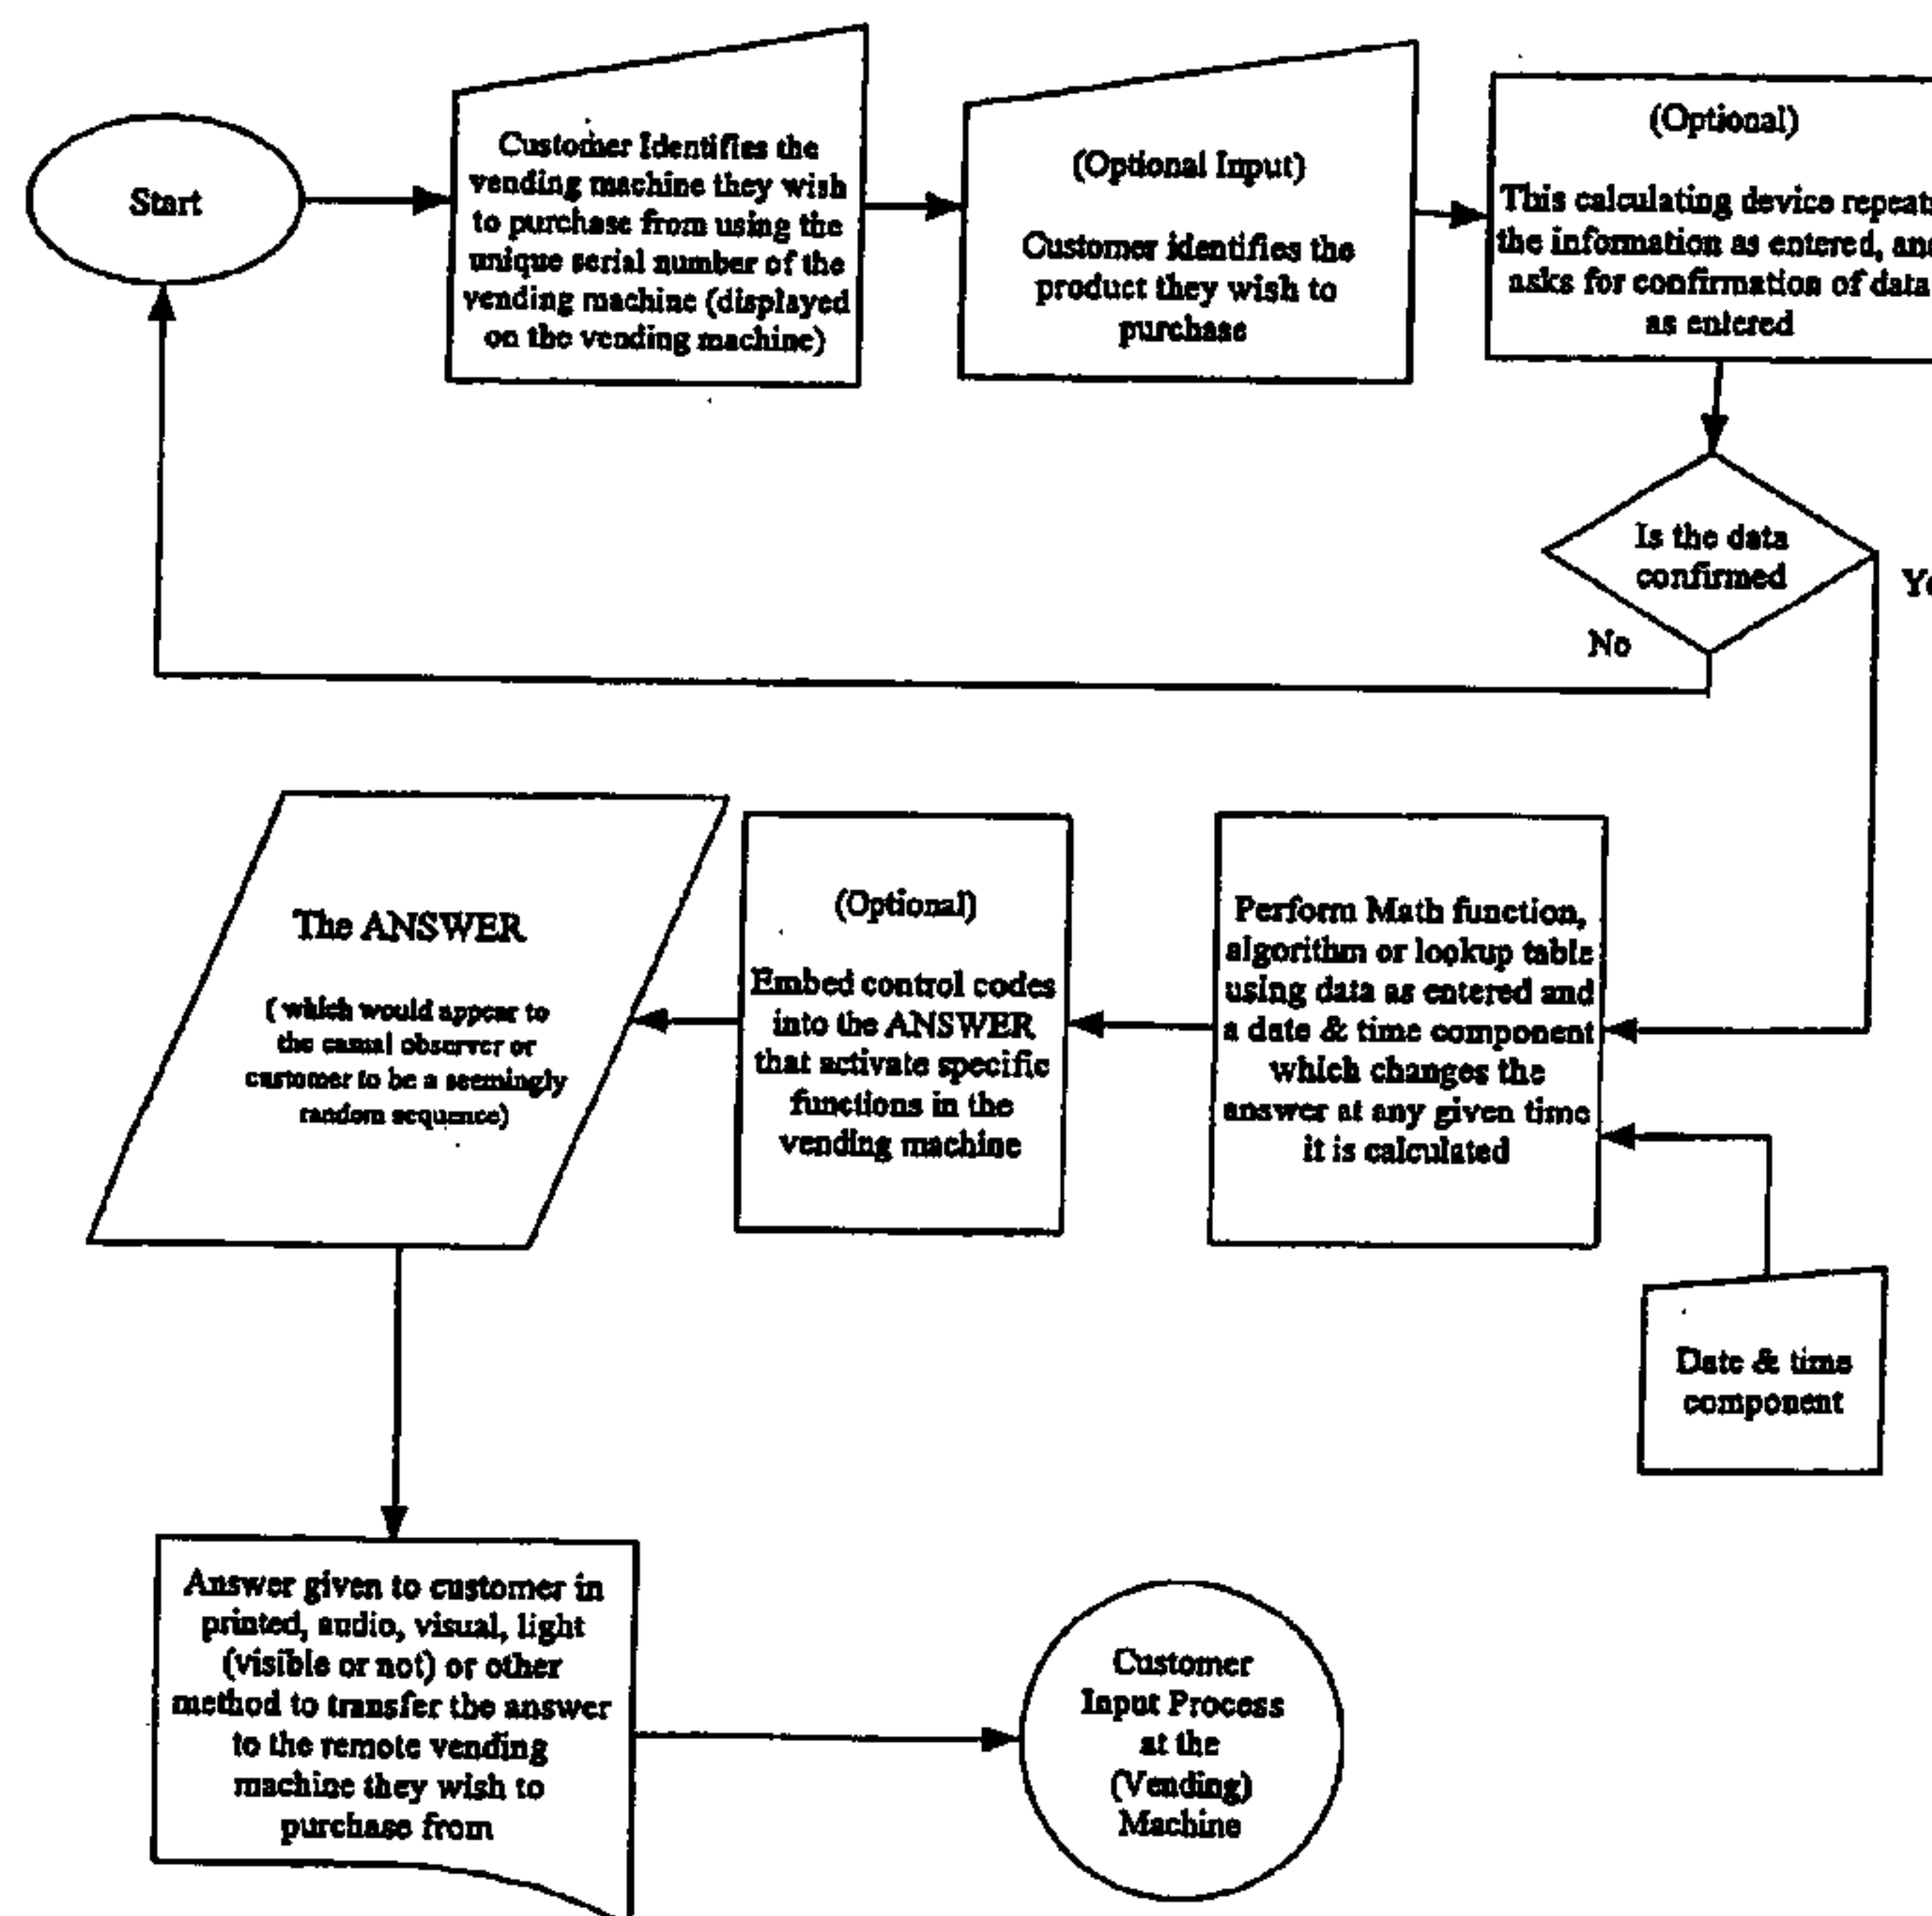 Start
Customer Identifies the
vending machine they wish
to purchase from using the
unique serial number of the
vending machine (displayed
on the vending machine)
(Optional Input)
Customer identifies the
product they wish to
purchase
(Optional)
This calculating device repeats
the information as entered, and
asks for confirmation of data
as entered
Is the data
confirmed
Ye
No
The ANSWER
( which would appear to
the casual observer or
customer to be a seemingly
random sequence)
(Optional)
Embed control codes
into the ANSWER
that activate specific
functions in the
vending machine
Perform Math function,
algorithm or lookup table
using data as entered and
a date & time component
which changes the
answer at any given time
it is calculated
Date & time
component
Answer given to customer in
printed, audio, visual, light
(visible or not) or other
method to transfer the answer
to the remote vending
machine they wish to
purchase from
Customer
Input Process
at the
(Vending)
Machine